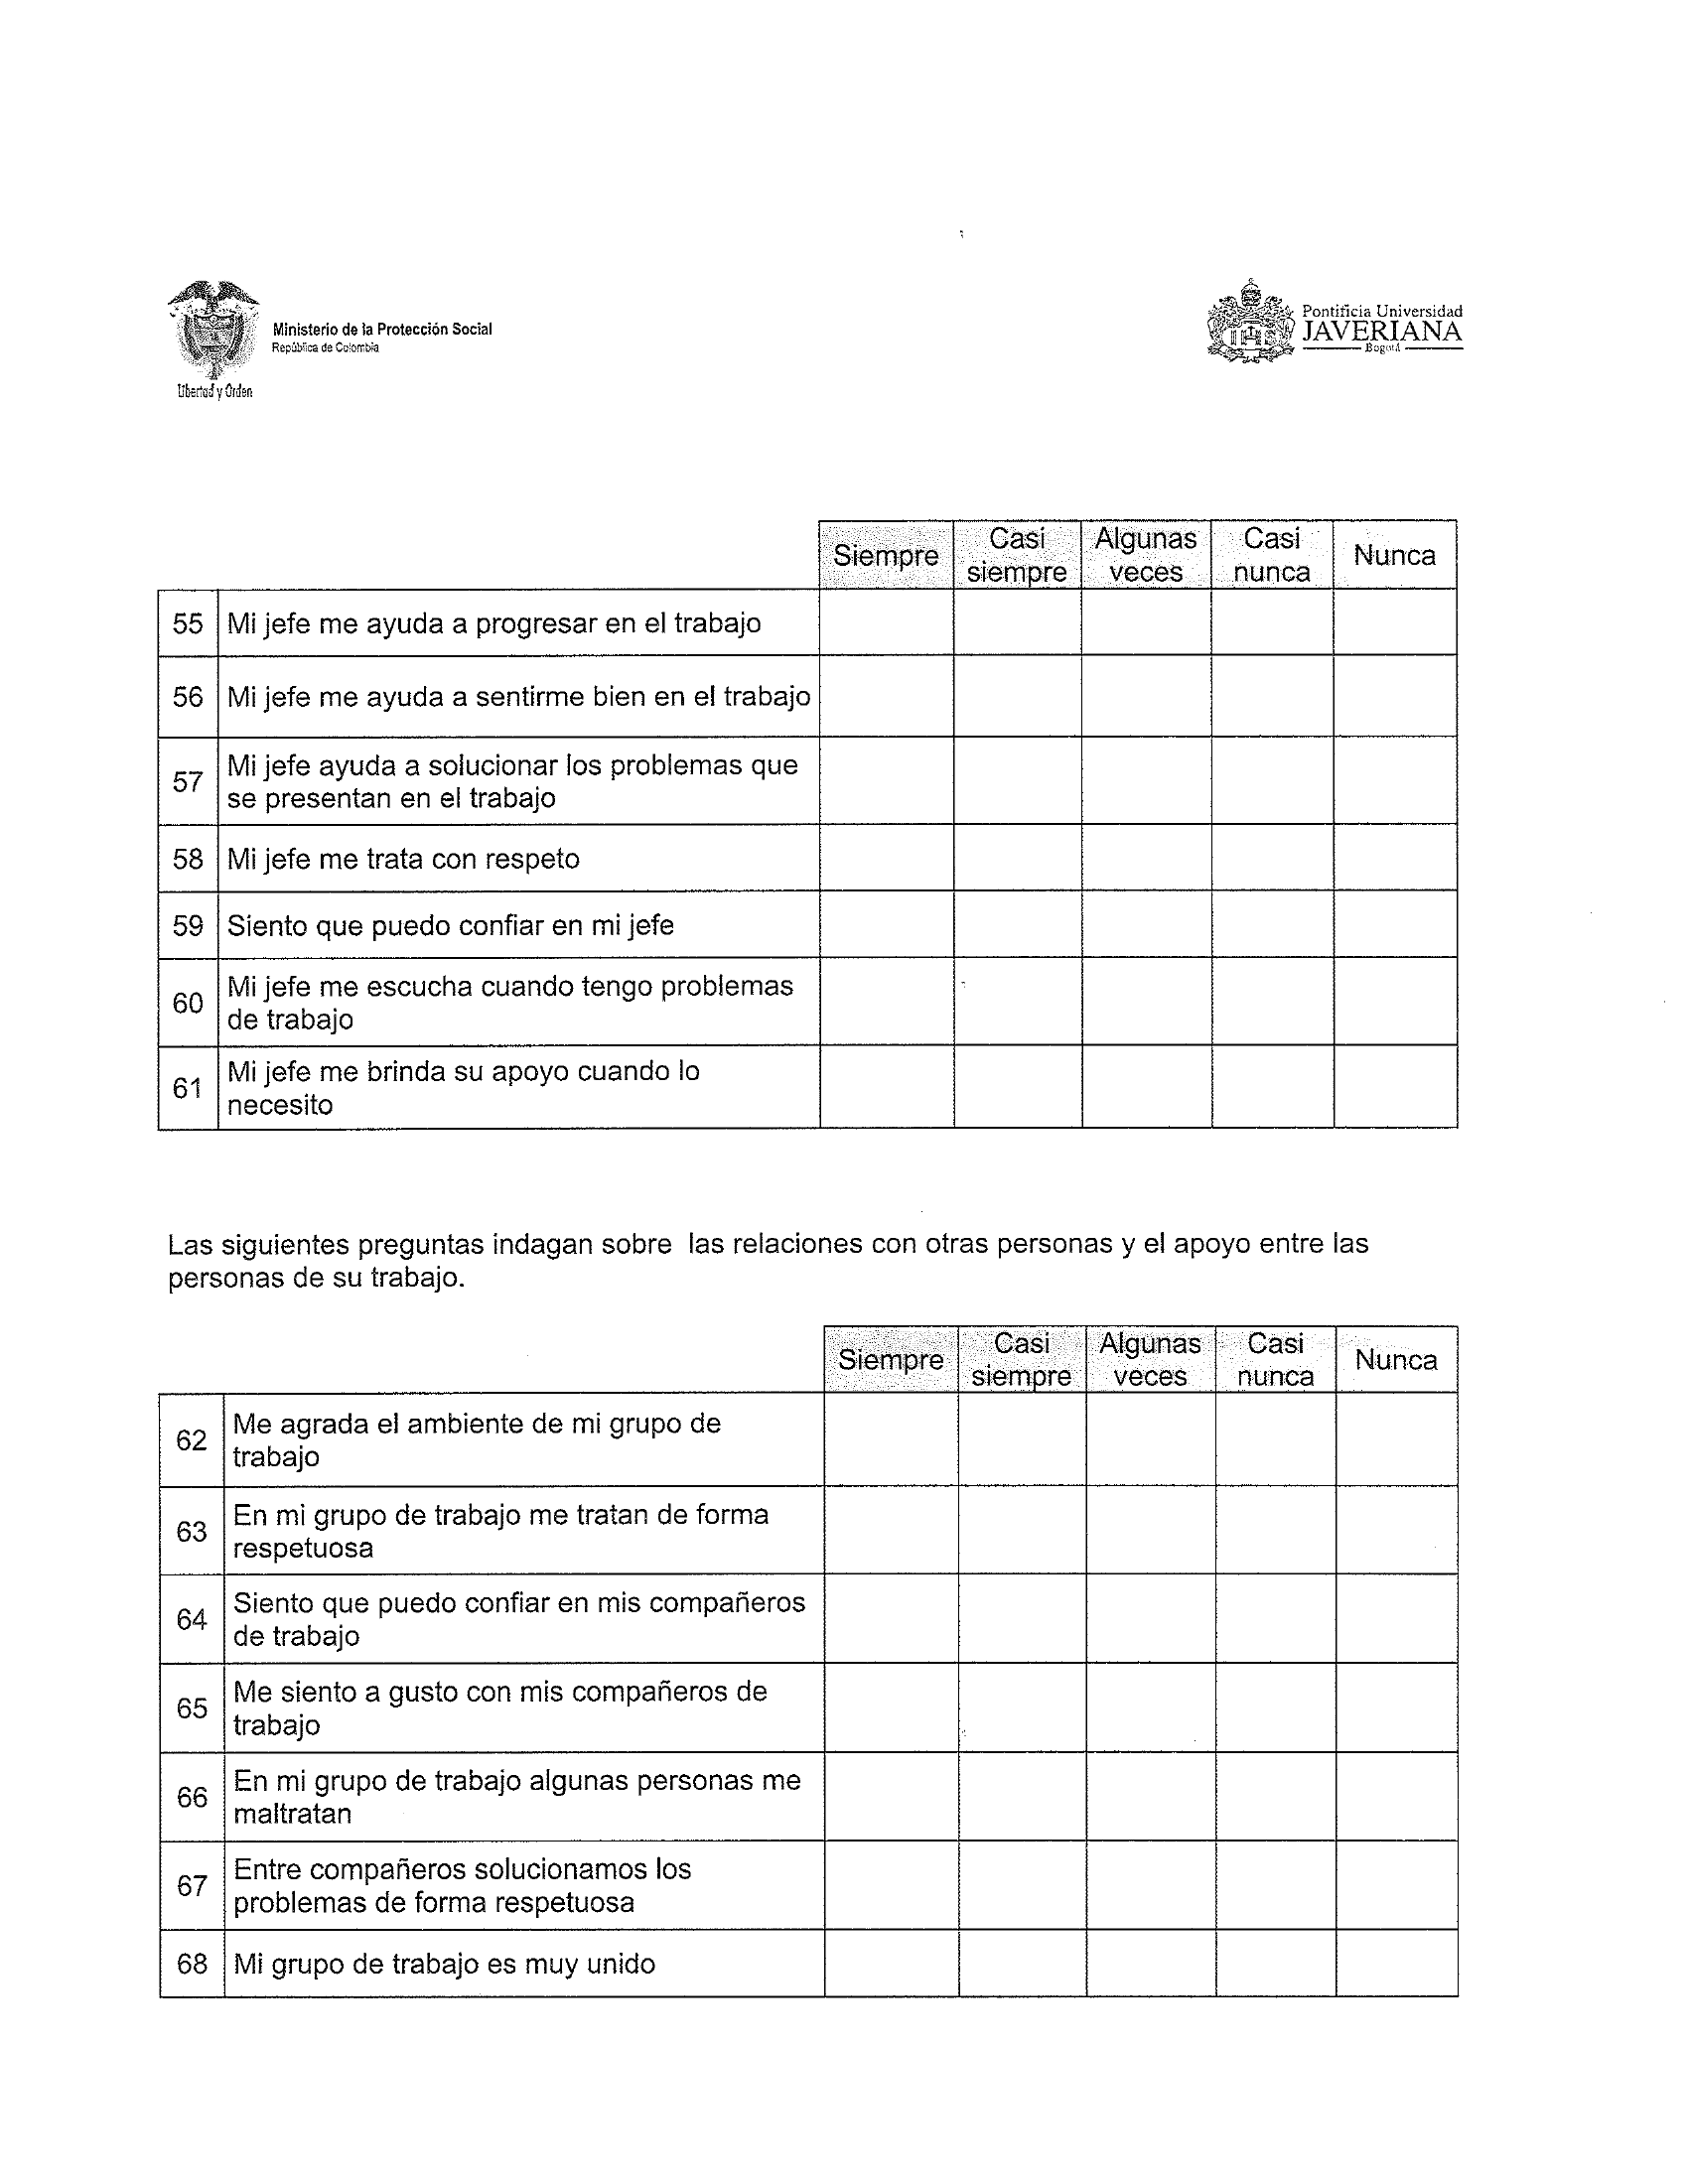 Ministerio de la Protección Social
República de Colombia
Libertad y Orden
Pontificia Universidad
JAVERIANA
Bogotá
Siempre Casi siempre Algunas veces Casi nunca Nunca
55 Mi jefe me ayuda a progresar en el trabajo
56 Mi jefe me ayuda a sentirme bien en el trabajo
57 Mi jefe ayuda a solucionar los problemas que
se presentan en el trabajo
58 Mi jefe me trata con respeto
59 Siento que puedo confiar en mi jefe
60 Mi jefe me escucha cuando tengo problemas
de trabajo
61 Mi jefe me brinda su apoyo cuando lo
necesito
Las siguientes preguntas indagan sobre las relaciones con otras personas y el apoyo entre las
personas de su trabajo.
Siempre Casi siempre Algunas veces Casi nunca Nunca
62 Me agrada el ambiente de mi grupo de
trabajo
63 En mi grupo de trabajo me tratan de forma
respetuosa
64 Siento que puedo confiar en mis compañeros
de trabajo
65 Me siento a gusto con mis compañeros de
trabajo
66 En mi grupo de trabajo algunas personas me
maltratan
67 Entre compañeros solucionamos los
problemas de forma respetuosa
68 Mi grupo de trabajo es muy unido